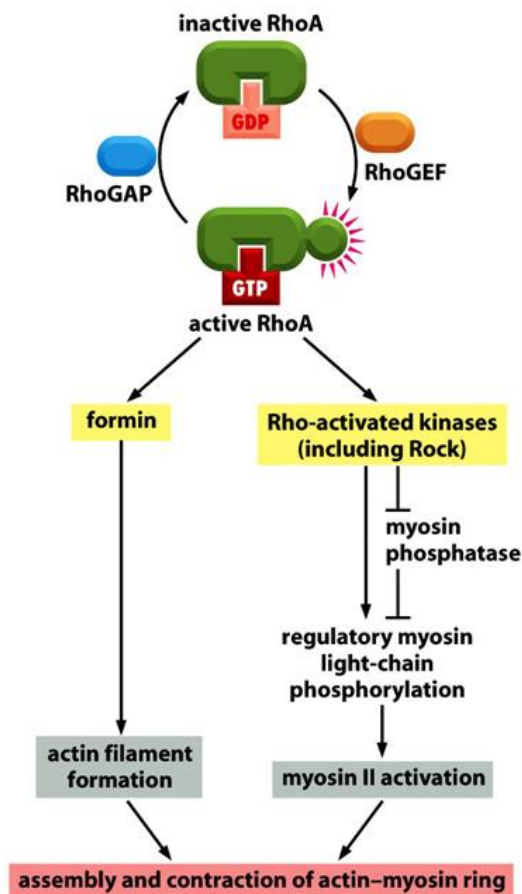 inactive RhoA
GDP
RhoGAP
RhoGEF
GTP
active RhoA
formin
Rho-activated kinases
(including Rock)
myosin
phosphatase
regulatory myosin
light-chain
phosphorylation
actin filament
formation
myosin II activation
assembly and contraction of actin–myosin ring